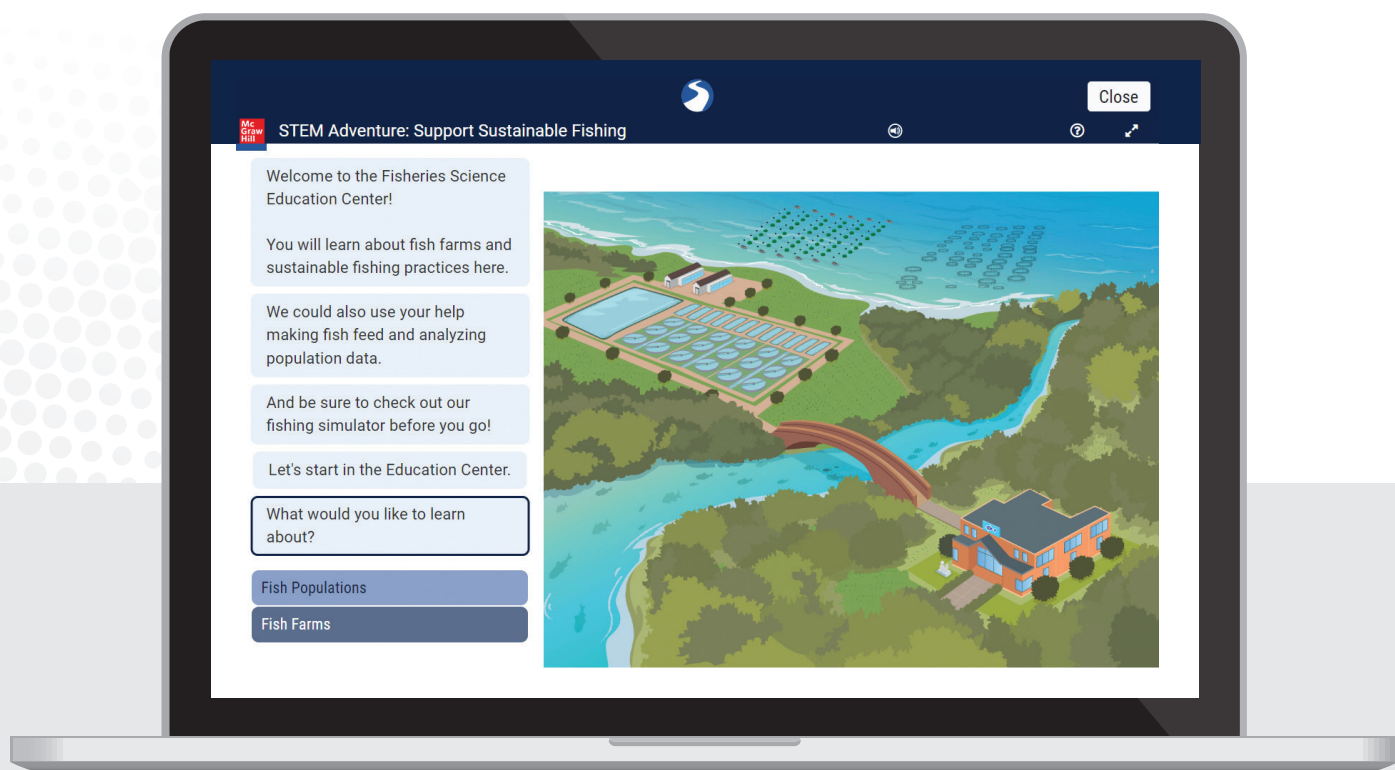 Close
Mc
Graw
Hill
STEM Adventure: Support Sustainable Fishing
Welcome to the Fisheries Science
Education Center!
You will learn about fish farms and
sustainable fishing practices here.
We could also use your help
making fish feed and analyzing
population data.
And be sure to check out our
fishing simulator before you go!
Let's start in the Education Center.
What would you like to learn
about?
Fish Populations
Fish Farms